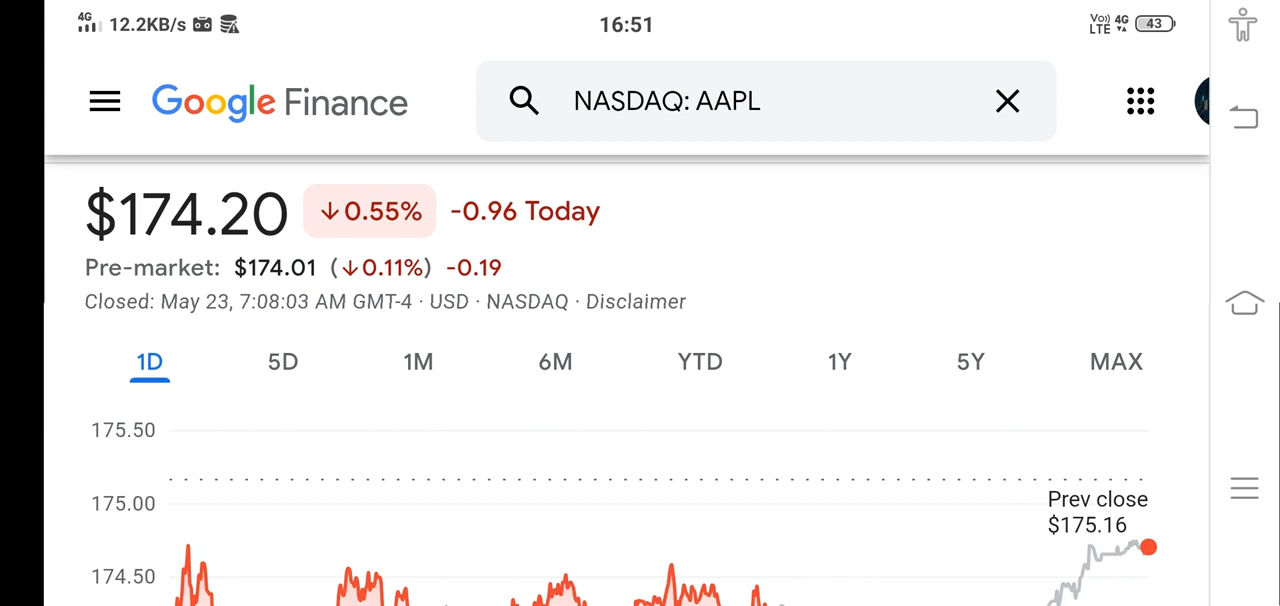 4G 12.2KB/s 16:51 Vo)) LTE 4G 43
Google Finance NASDAQ: AAPL
$174.20 ↓0.55% -0.96 Today
Pre-market: $174.01 (↓0.11%) -0.19
Closed: May 23, 7:08:03 AM GMT-4 · USD · NASDAQ · Disclaimer
1D 5D 1M 6M YTD 1Y 5Y MAX
175.50
175.00
Prev close
$175.16
174.50